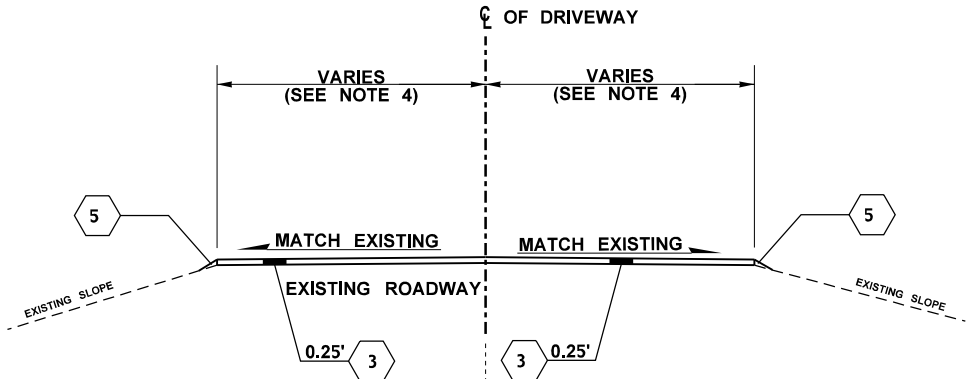 ℄ OF DRIVEWAY
VARIES
(SEE NOTE 4)
VARIES
(SEE NOTE 4)
5
5
MATCH EXISTING
MATCH EXISTING
EXISTING SLOPE
EXISTING ROADWAY
EXISTING SLOPE
0.25' 3
3 0.25'